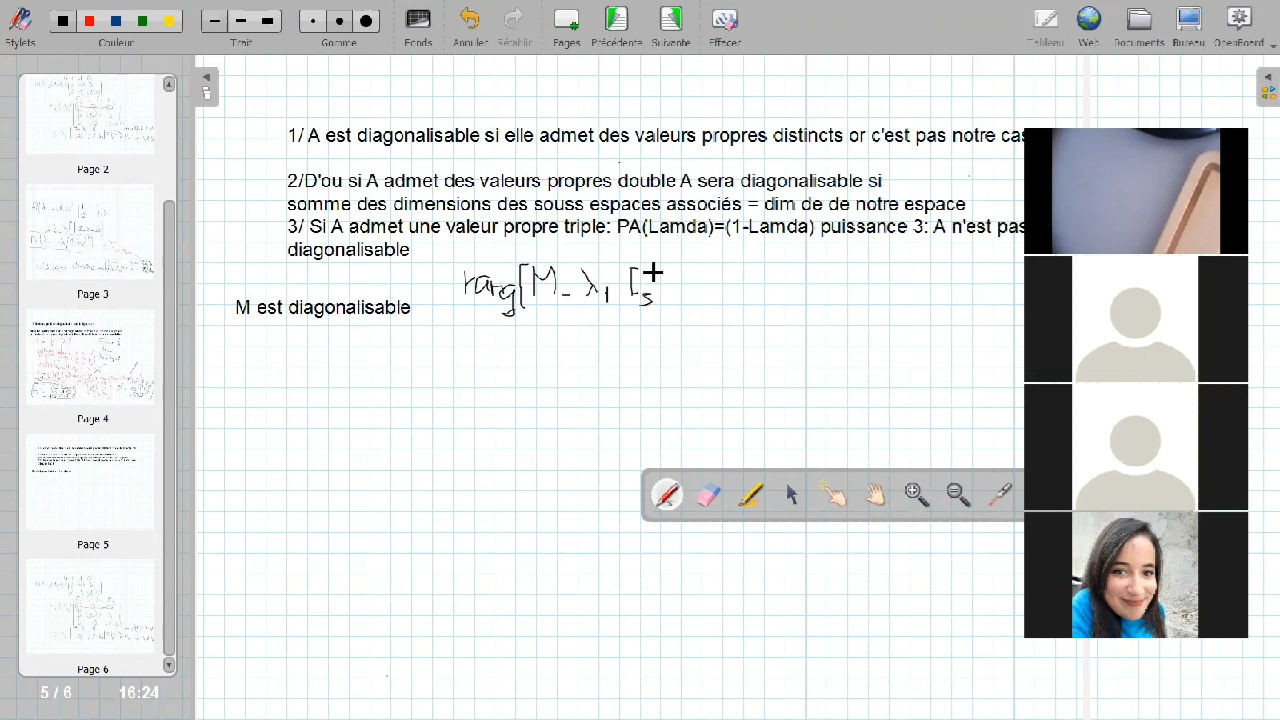 Stylets Couleur Trait Gomme Fonds Annuler Rétablir Pages Précédente Suivante Effacer Tableau Web Documents Bureau OpenBoard
1/ A est diagonalisable si elle admet des valeurs propres distincts or c'est pas notre cas
2/D'ou si A admet des valeurs propres double A sera diagonalisable si
somme des dimensions des souss espaces associés = dim de de notre espace
3/ Si A admet une valeur propre triple: PA(Lamda)=(1-Lamda) puissance 3: A n'est pas
diagonalisable
rarg[M - λ1 I3
M est diagonalisable
Page 2
Page 3
Page 4
Page 5
Page 6
5 / 6 16:24